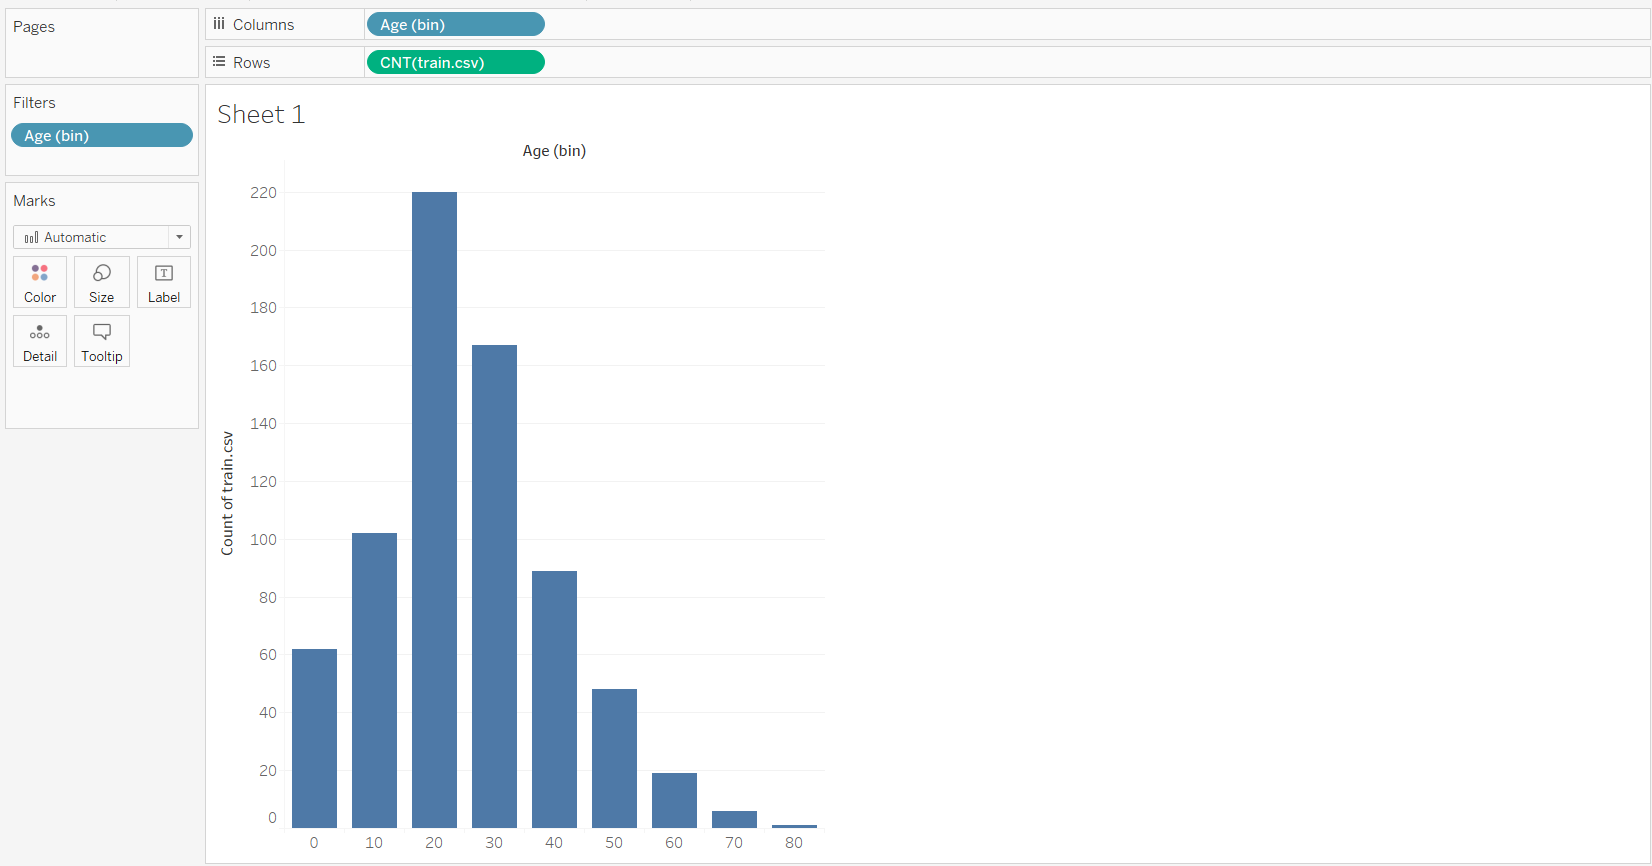 Pages
Columns
Age (bin)
Rows
CNT(train.csv)
Filters
Age (bin)
Marks
Automatic
Color
Size
Label
Detail
Tooltip
Sheet 1
Age (bin)
Count of train.csv
220
200
180
160
140
120
100
80
60
40
20
0
0 10 20 30 40 50 60 70 80